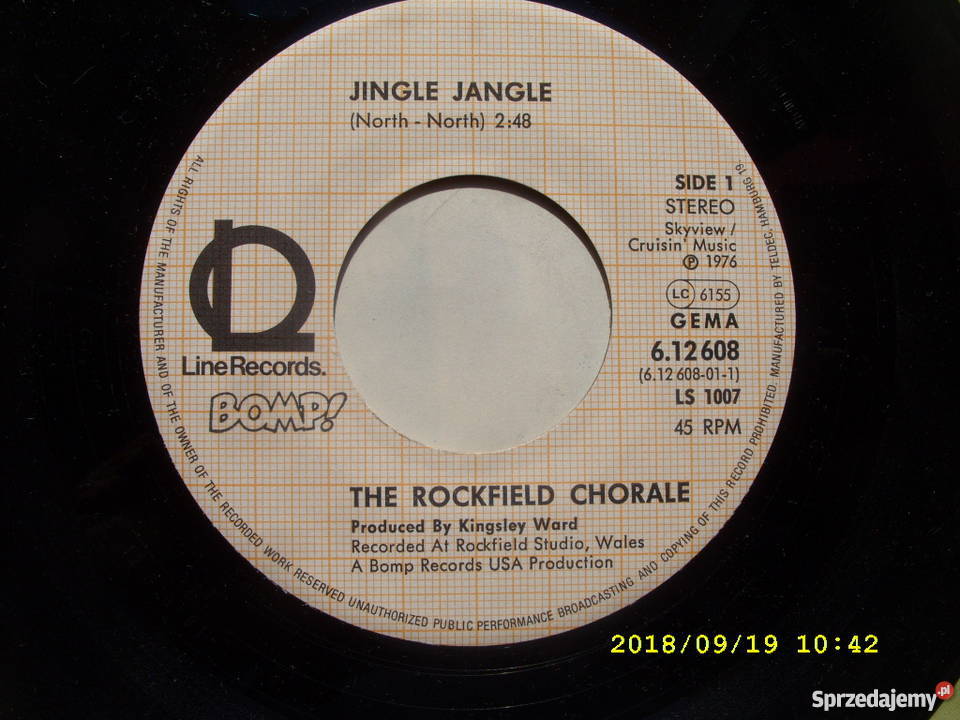 JINGLE JANGLE
(North - North) 2:48
SIDE 1
STEREO
Skyview /
Cruisin' Music
Ⓟ 1976
LC 6155
GEMA
6.12 608
(6.12 608-01-1)
LS 1007
45 RPM
LineRecords.
BOMP!
THE ROCKFIELD CHORALE
Produced By Kingsley Ward
Recorded At Rockfield Studio, Wales
A Bomp Records USA Production
ALL RIGHTS OF THE MANUFACTURER AND OF THE OWNER OF THE RECORDED WORK RESERVED UNAUTHORIZED PUBLIC PERFORMANCE BROADCASTING AND COPYING OF THIS RECORD PROHIBITED. MANUFACTURED BY TELDEC, HAMBURG 19.
2018/09/19 10:42
Sprzedajemy.pl